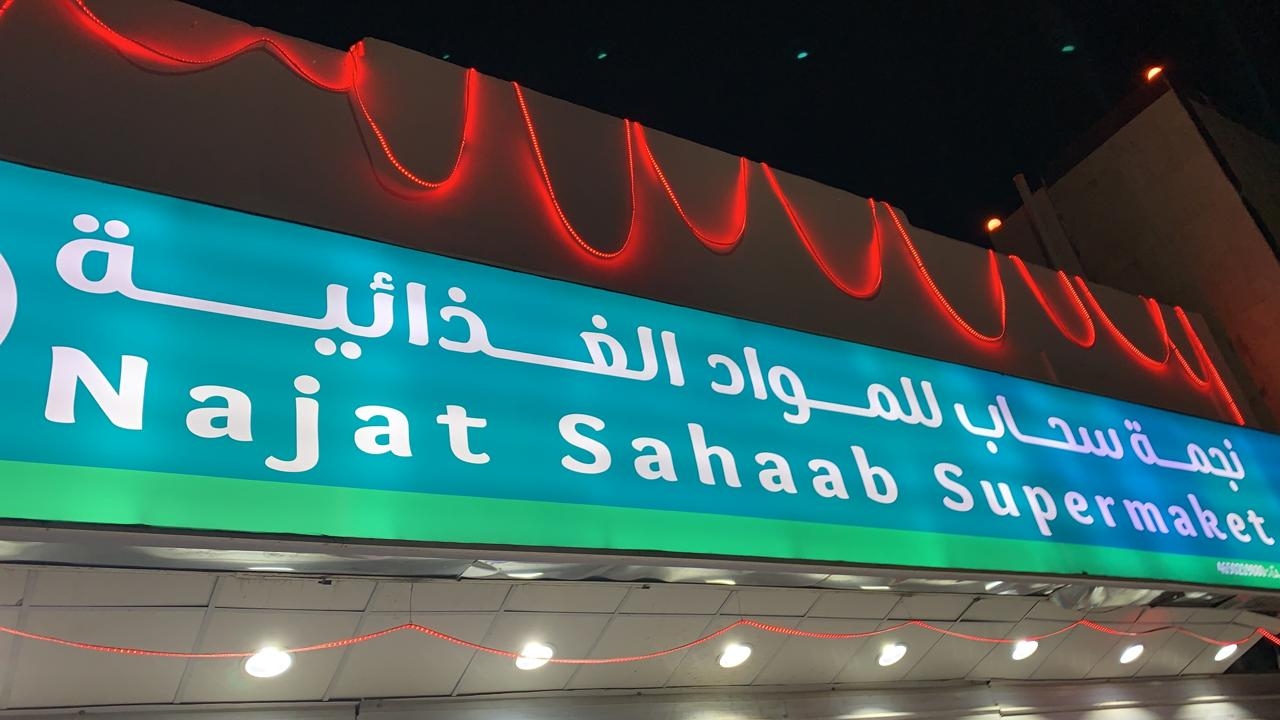 نجمة سحاب للمواد الغذائية
Najat Sahaab Supermaket